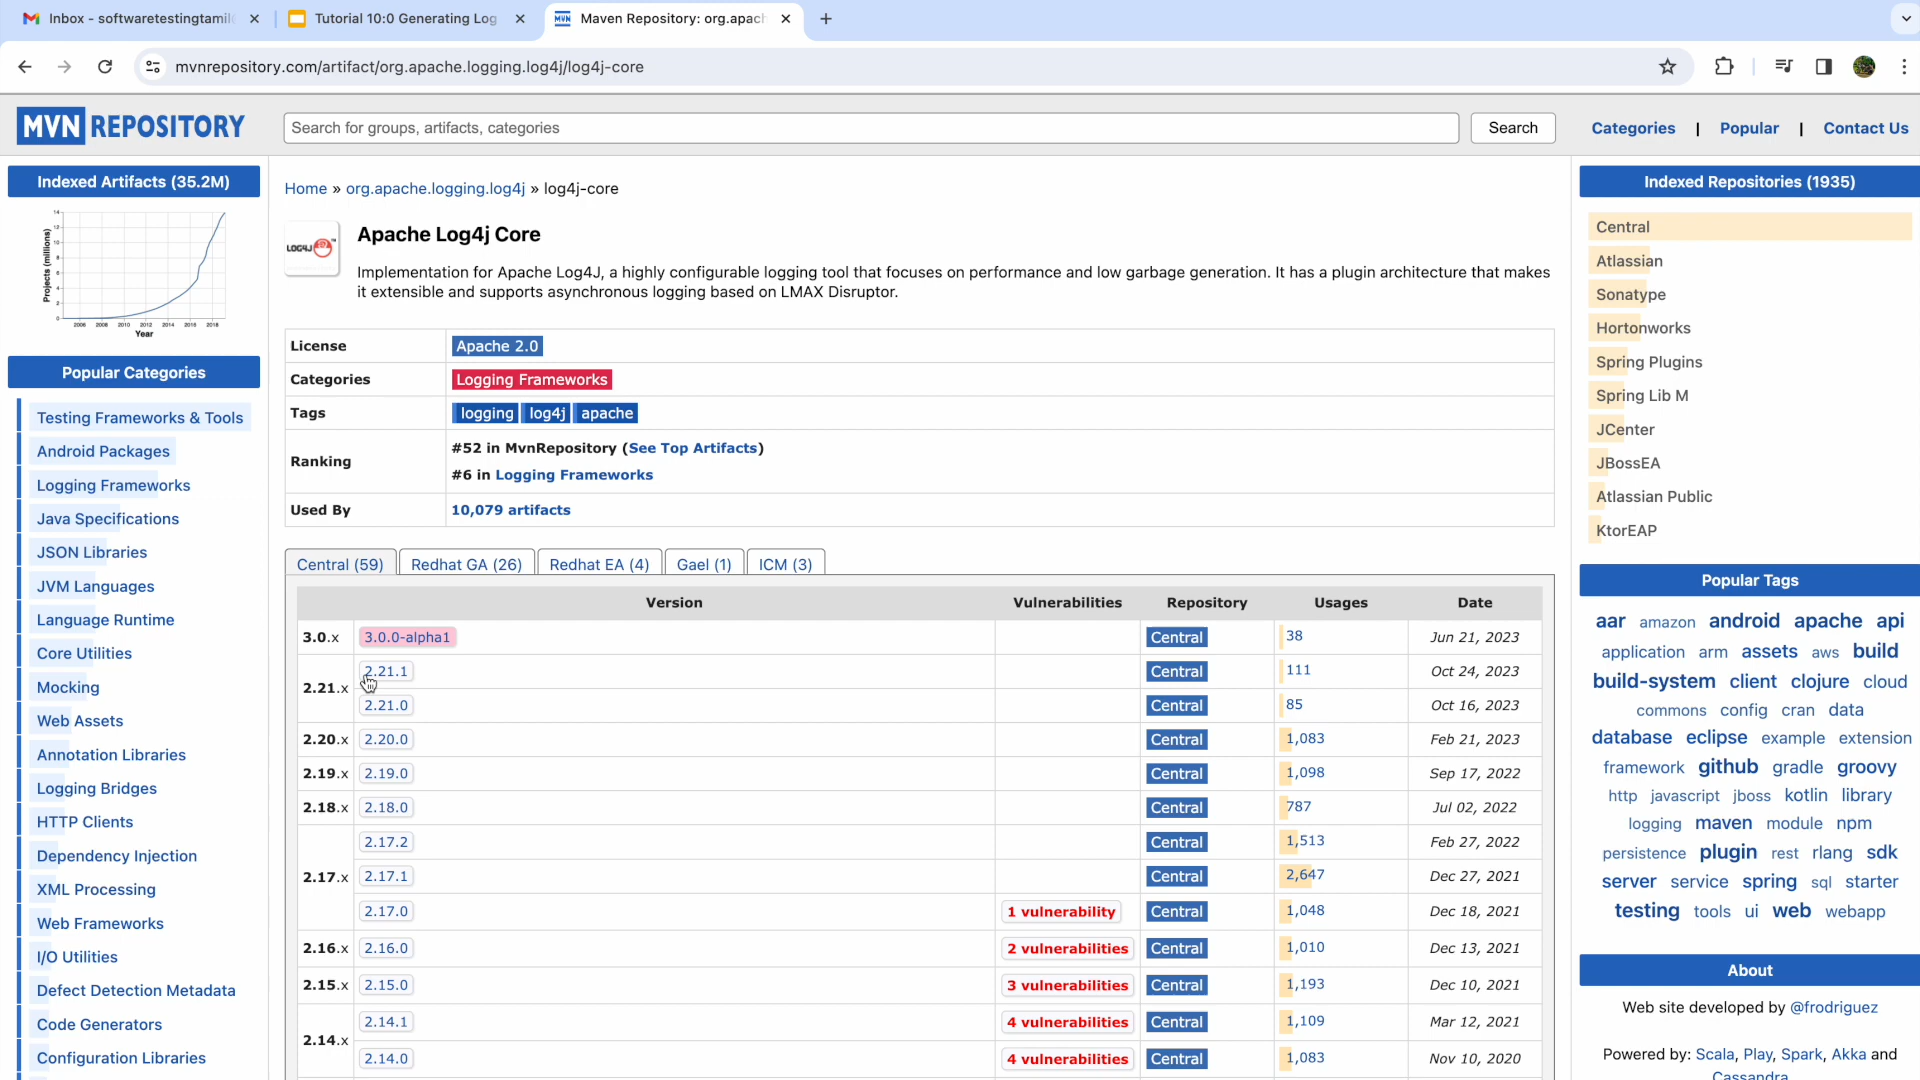 Inbox - softwaretestingtamil
Tutorial 10:0 Generating Log
Maven Repository: org.apach
mvnrepository.com/artifact/org.apache.logging.log4j/log4j-core
MVN REPOSITORY
Search for groups, artifacts, categories
Search
Categories | Popular | Contact Us
Indexed Artifacts (35.2M)
Projects (millions)
Year
Popular Categories
Testing Frameworks & Tools
Android Packages
Logging Frameworks
Java Specifications
JSON Libraries
JVM Languages
Language Runtime
Core Utilities
Mocking
Web Assets
Annotation Libraries
Logging Bridges
HTTP Clients
Dependency Injection
XML Processing
Web Frameworks
I/O Utilities
Defect Detection Metadata
Code Generators
Configuration Libraries
Home » org.apache.logging.log4j » log4j-core
LOG4J
Apache Log4j Core
Implementation for Apache Log4J, a highly configurable logging tool that focuses on performance and low garbage generation. It has a plugin architecture that makes
it extensible and supports asynchronous logging based on LMAX Disruptor.
License Apache 2.0
Categories Logging Frameworks
Tags logging log4j apache
Ranking #52 in MvnRepository (See Top Artifacts)
#6 in Logging Frameworks
Used By 10,079 artifacts
Central (59) Redhat GA (26) Redhat EA (4) Gael (1) ICM (3)
Version Vulnerabilities Repository Usages Date
3.0.x 3.0.0-alpha1 Central 38 Jun 21, 2023
2.21.x 2.21.1 Central 111 Oct 24, 2023
2.21.0 Central 85 Oct 16, 2023
2.20.x 2.20.0 Central 1,083 Feb 21, 2023
2.19.x 2.19.0 Central 1,098 Sep 17, 2022
2.18.x 2.18.0 Central 787 Jul 02, 2022
2.17.x 2.17.2 Central 1,513 Feb 27, 2022
2.17.1 Central 2,647 Dec 27, 2021
2.17.0 1 vulnerability Central 1,048 Dec 18, 2021
2.16.x 2.16.0 2 vulnerabilities Central 1,010 Dec 13, 2021
2.15.x 2.15.0 3 vulnerabilities Central 1,193 Dec 10, 2021
2.14.x 2.14.1 4 vulnerabilities Central 1,109 Mar 12, 2021
2.14.0 4 vulnerabilities Central 1,083 Nov 10, 2020
Indexed Repositories (1935)
Central
Atlassian
Sonatype
Hortonworks
Spring Plugins
Spring Lib M
JCenter
JBossEA
Atlassian Public
KtorEAP
Popular Tags
aar amazon android apache api
application arm assets aws build
build-system client clojure cloud
commons config cran data
database eclipse example extension
framework github gradle groovy
http javascript jboss kotlin library
logging maven module npm
persistence plugin rest rlang sdk
server service spring sql starter
testing tools ui web webapp
About
Web site developed by @frodriguez
Powered by: Scala, Play, Spark, Akka and
Cassandra